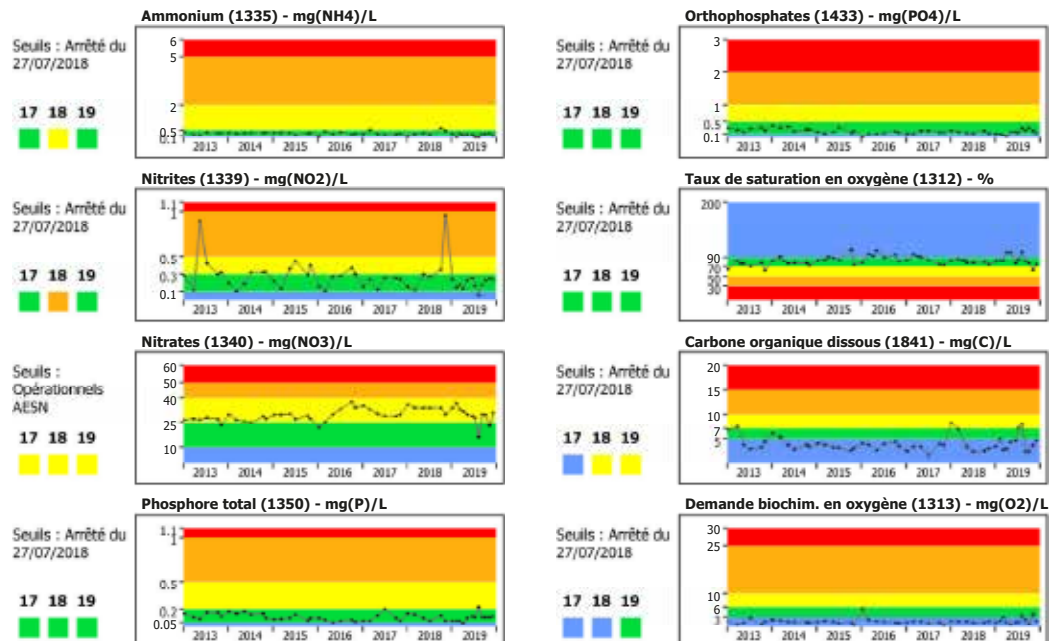 Ammonium (1335) - mg(NH4)/L
Seuils : Arrêté du
27/07/2018
17 18 19
6
5
2
0.5
0.1
2013 2014 2015 2016 2017 2018 2019
Orthophosphates (1433) - mg(PO4)/L
Seuils : Arrêté du
27/07/2018
17 18 19
3
2
1
0.5
0.1
2013 2014 2015 2016 2017 2018 2019
Nitrites (1339) - mg(NO2)/L
Seuils : Arrêté du
27/07/2018
17 18 19
1.1
1
0.5
0.3
0.1
2013 2014 2015 2016 2017 2018 2019
Taux de saturation en oxygène (1312) - %
Seuils : Arrêté du
27/07/2018
17 18 19
200
90
70
50
30
2013 2014 2015 2016 2017 2018 2019
Nitrates (1340) - mg(NO3)/L
Seuils :
Opérationnels
AESN
17 18 19
60
50
40
25
10
2013 2014 2015 2016 2017 2018 2019
Carbone organique dissous (1841) - mg(C)/L
Seuils : Arrêté du
27/07/2018
17 18 19
20
15
10
7
5
2013 2014 2015 2016 2017 2018 2019
Phosphore total (1350) - mg(P)/L
Seuils : Arrêté du
27/07/2018
17 18 19
1.1
1
0.5
0.2
0.05
2013 2014 2015 2016 2017 2018 2019
Demande biochim. en oxygène (1313) - mg(O2)/L
Seuils : Arrêté du
27/07/2018
17 18 19
30
25
10
6
3
2013 2014 2015 2016 2017 2018 2019